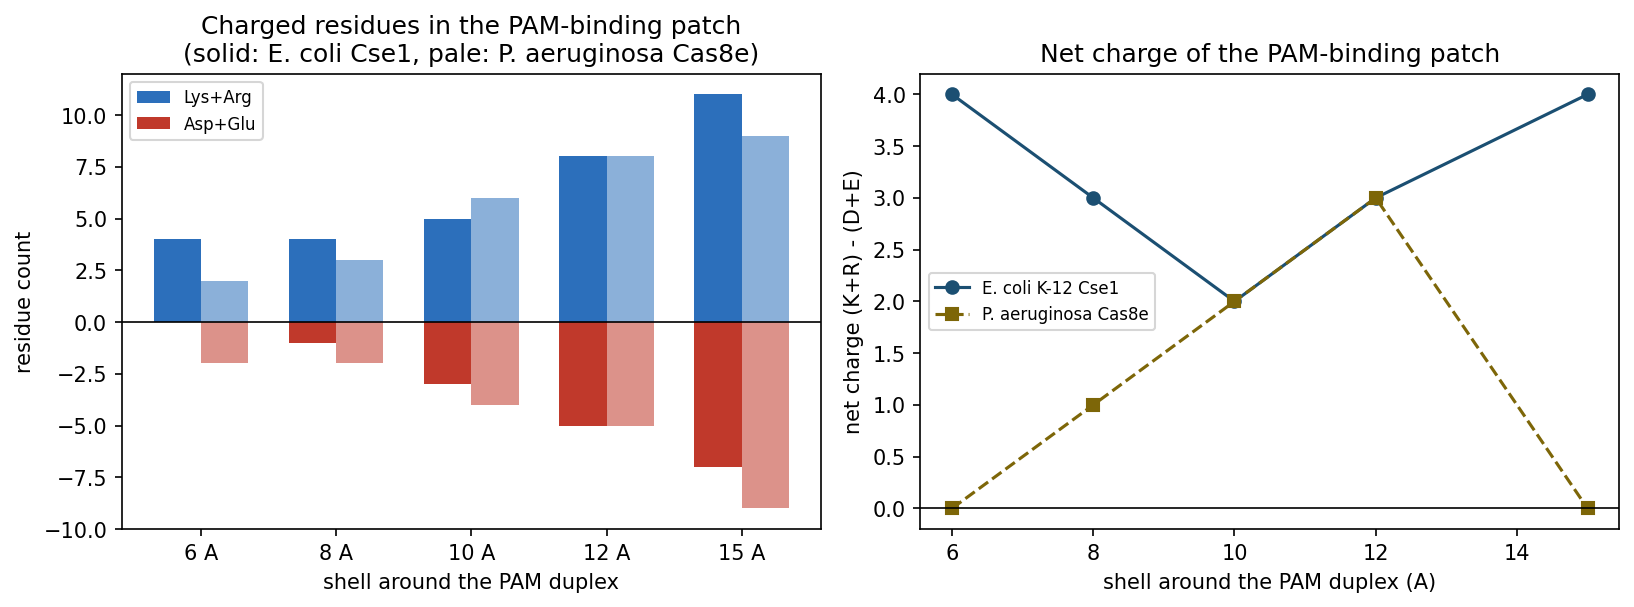 Charged residues in the PAM-binding patch
(solid: E. coli Cse1, pale: P. aeruginosa Cas8e)
Lys+Arg
Asp+Glu
residue count
10.0
7.5
5.0
2.5
0.0
−2.5
−5.0
−7.5
−10.0
6 A
8 A
10 A
12 A
15 A
shell around the PAM duplex
Net charge of the PAM-binding patch
net charge (K+R) - (D+E)
4.0
3.5
3.0
2.5
2.0
1.5
1.0
0.5
0.0
E. coli K-12 Cse1
P. aeruginosa Cas8e
6
8
10
12
14
shell around the PAM duplex (A)